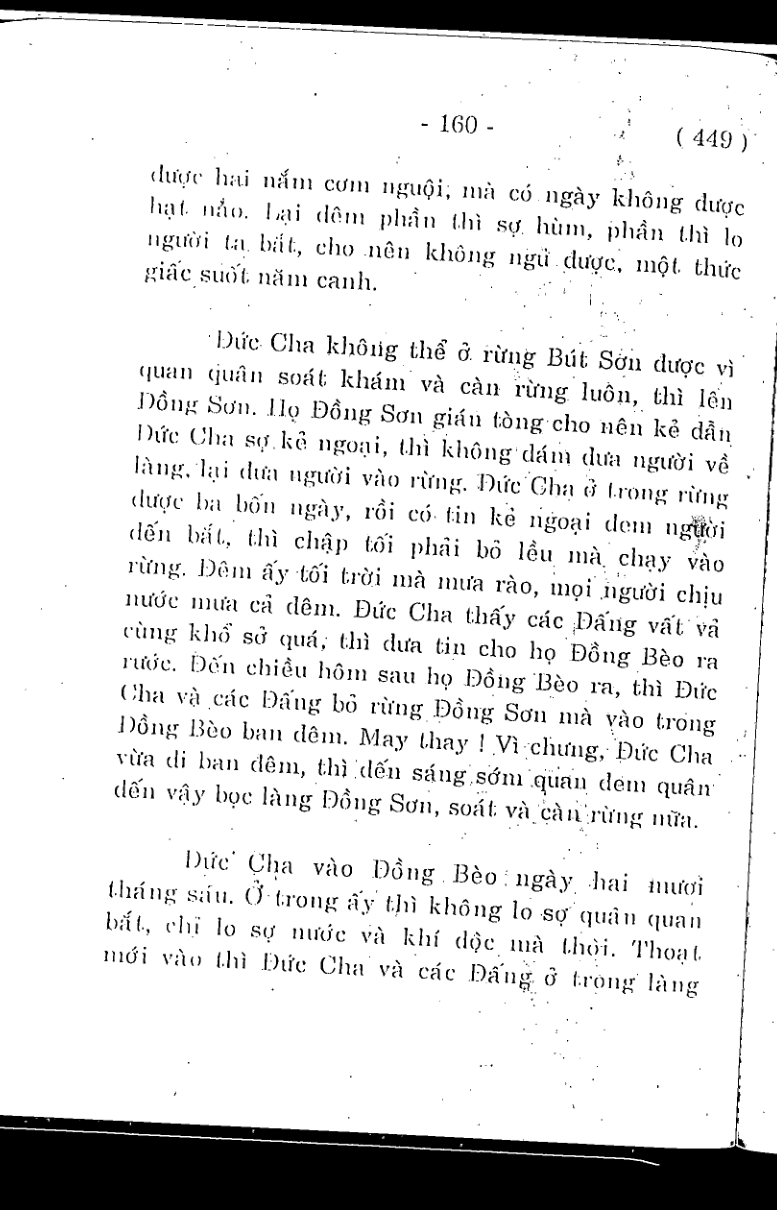 - 160 -
( 449 )
được hai nắm cơm nguội, mà có ngày không được
hạt nảo. Lại đêm phần thì sợ hùm, phần thì lo
người ta bắt, cho nên không ngủ được, một thức
giấc suốt năm canh.
Đức Cha không thể ở rừng Bút Sơn được vì
quan quân soát khám và càn rừng luôn, thì lên
Đồng Sơn. Họ Đồng Sơn gián tòng cho nên kẻ dẫn
Đức Cha sợ kẻ ngoại, thì không dám đưa người về
làng, lại đưa người vào rừng. Đức Cha ở trong rừng
được ba bốn ngày, rồi có tin kẻ ngoại đem người
đến bắt, thì chập tối phải bỏ lều mà chạy vào
rừng. Đêm ấy tối trời mà mưa rào, mọi người chịu
nước mưa cả đêm. Đức Cha thấy các Đấng vất vả
cùng khổ sở quá, thì đưa tin cho họ Đồng Bèo ra
rước. Đến chiều hôm sau họ Đồng Bèo ra, thì Đức
Cha và các Đấng bỏ rừng Đồng Sơn mà vào trong
Đồng Bèo ban đêm. May thay ! Vì chưng, Đức Cha
vừa đi ban đêm, thì đến sáng sớm quan đem quân
đến vây bọc làng Đồng Sơn, soát và càn rừng nữa.
Đức Cha vào Đồng Bèo ngày hai mươi
tháng sáu. Ở trong ấy thì không lo sợ quân quan
bắt, chỉ lo sợ nước và khí độc mà thôi. Thoạt
mới vào thì Đức Cha và các Đấng ở trong làng